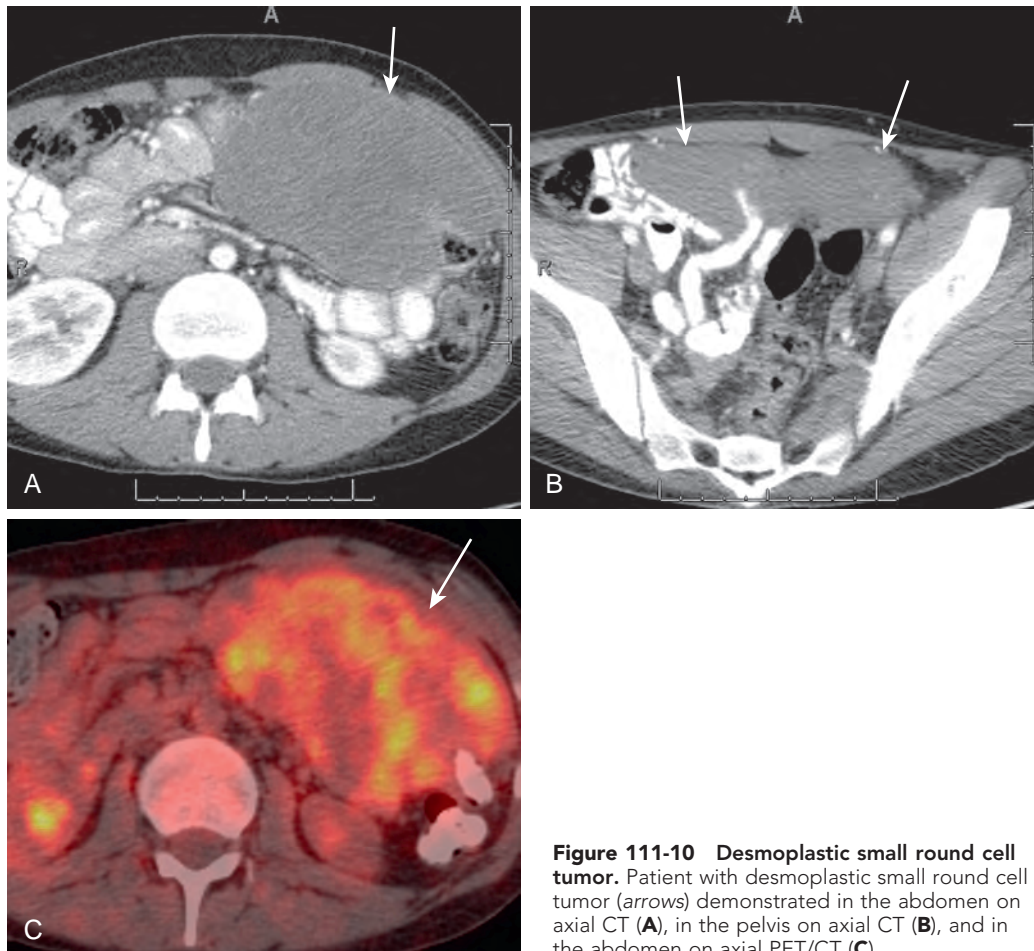 A
A
R
R
A
B
C
Figure 111-10 Desmoplastic small round cell
tumor. Patient with desmoplastic small round cell
tumor (arrows) demonstrated in the abdomen on
axial CT (A), in the pelvis on axial CT (B), and in
the abdomen on axial PET/CT (C).